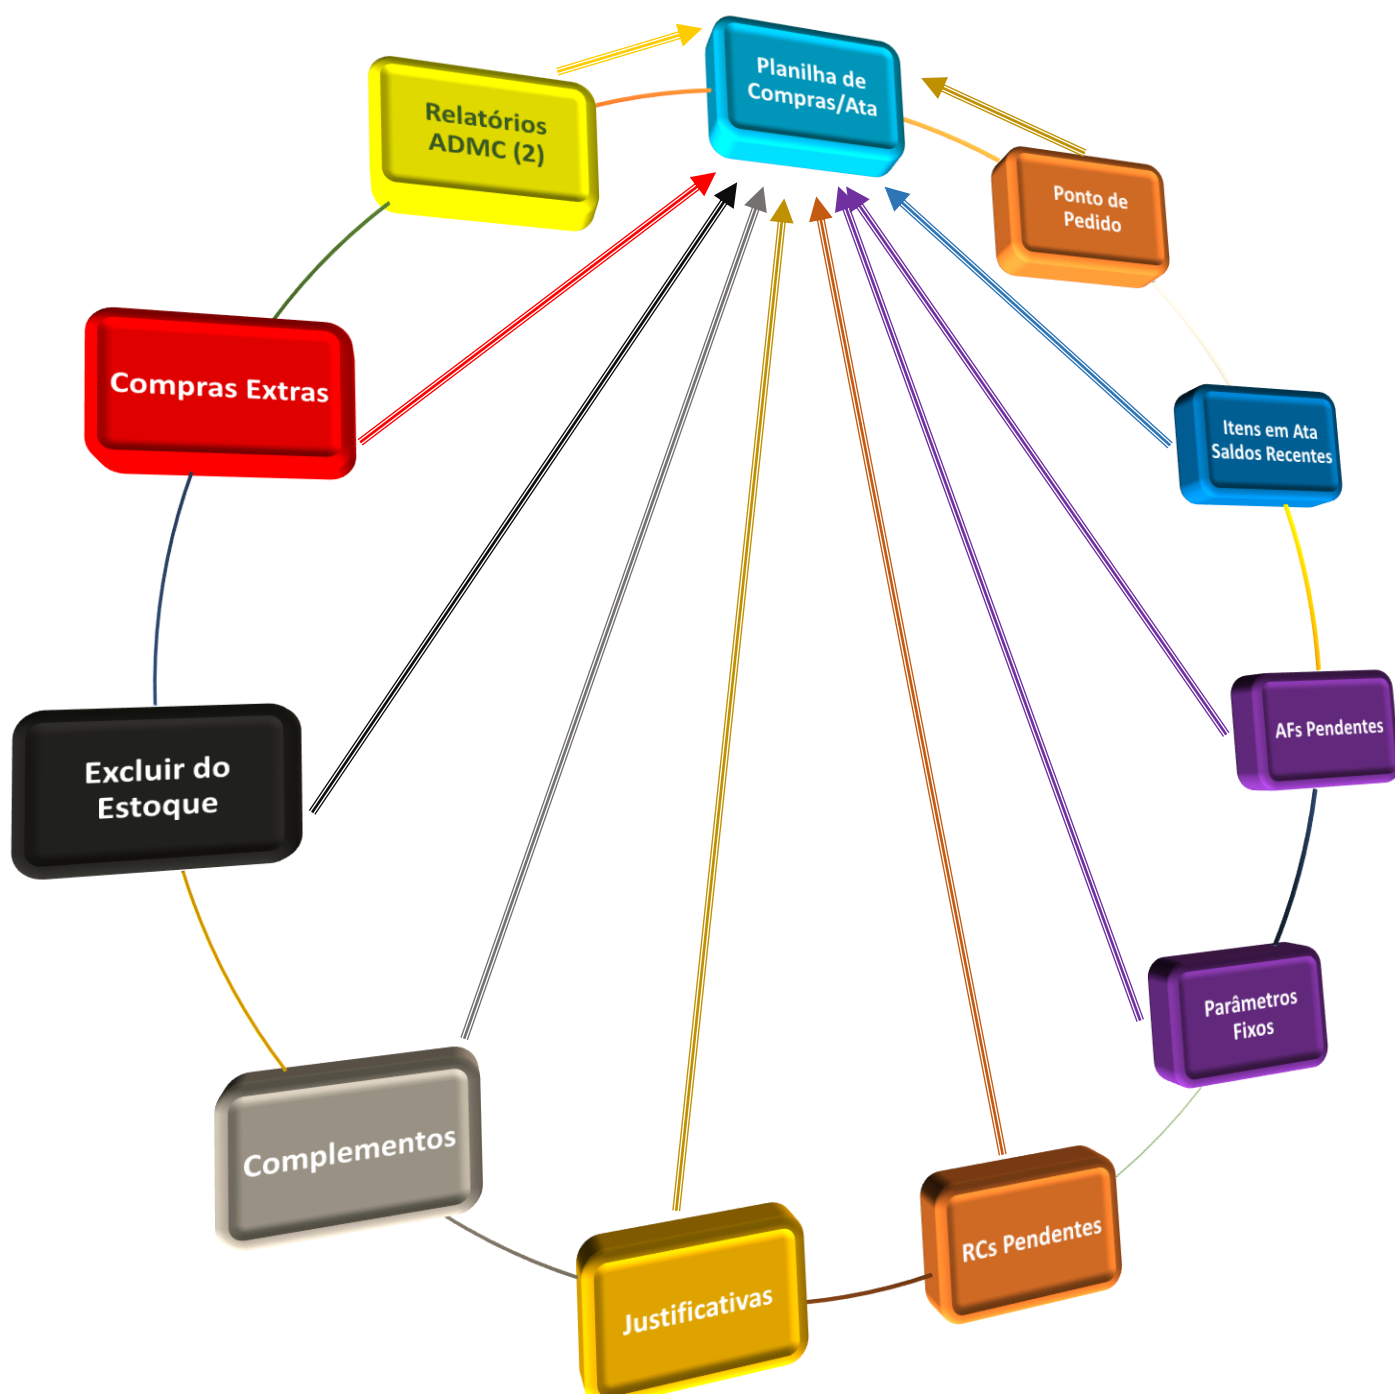 Planilha de
Compras/Ata
Ponto de
Pedido
Itens em Ata
Saldos Recentes
AFs Pendentes
Parâmetros
Fixos
RCs Pendentes
Justificativas
Complementos
Excluir do
Estoque
Compras Extras
Relatórios
ADMC (2)